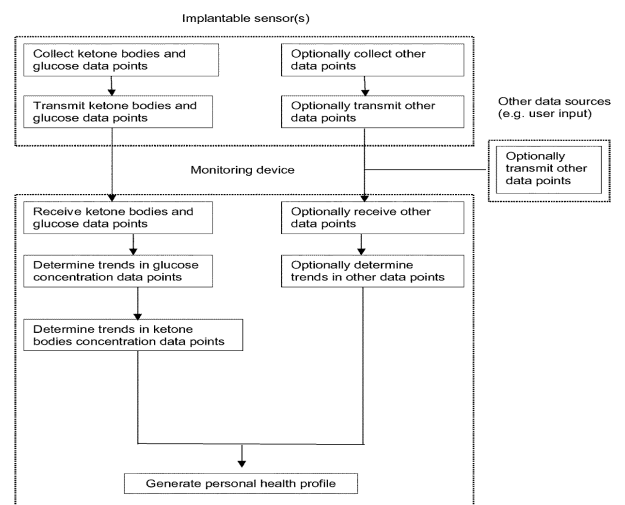 Implantable sensor(s)
Collect ketone bodies and
glucose data points
Optionally collect other
data points
Transmit ketone bodies and
glucose data points
Optionally transmit other
data points
Other data sources
(e.g. user input)
Optionally
transmit other
data points
Monitoring device
Receive ketone bodies and
glucose data points
Optionally receive other
data points
Determine trends in glucose
concentration data points
Optionally determine
trends in other data points
Determine trends in ketone
bodies concentration data points
Generate personal health profile